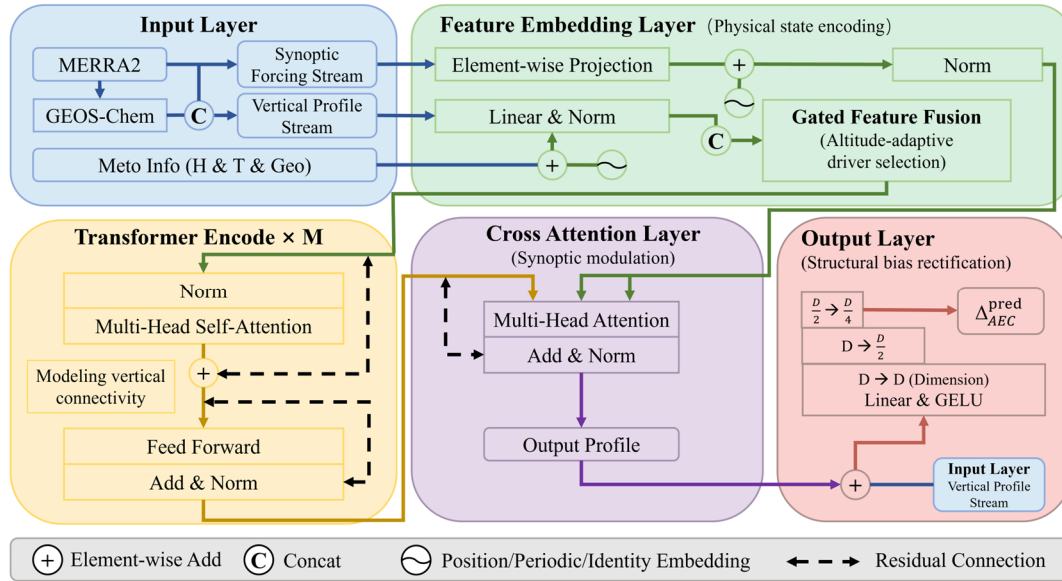 Input Layer
MERRA2
GEOS-Chem
C
Synoptic
Forcing Stream
Vertical Profile
Stream
Meto Info (H & T & Geo)
Feature Embedding Layer (Physical state encoding)
Element-wise Projection
+
Norm
Linear & Norm
C
+
Gated Feature Fusion
(Altitude-adaptive
driver selection)
Transformer Encode × M
Norm
Multi-Head Self-Attention
+
Modeling vertical
connectivity
Feed Forward
Add & Norm
Cross Attention Layer
(Synoptic modulation)
Multi-Head Attention
Add & Norm
Output Profile
Output Layer
(Structural bias rectification)
D/2 → D/4
Δ_AEC^pred
D → D/2
D → D (Dimension)
Linear & GELU
+
Input Layer
Vertical Profile
Stream
+ Element-wise Add
C Concat
Position/Periodic/Identity Embedding
Residual Connection